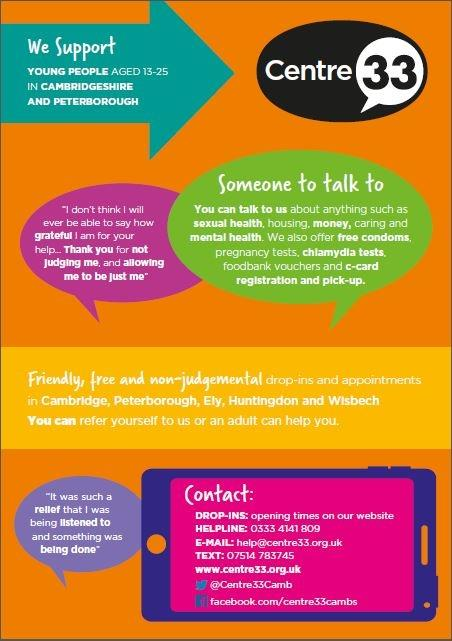 We Support
YOUNG PEOPLE AGED 13-25
IN CAMBRIDGESHIRE
AND PETERBOROUGH
Centre 33
Someone to talk to
You can talk to us about anything such as
sexual health, housing, money, caring and
mental health. We also offer free condoms,
pregnancy tests, chlamydia tests,
foodbank vouchers and c-card
registration and pick-up.
"I don't think I will
ever be able to say how
grateful I am for your
help... Thank you for not
judging me, and allowing
me to be just me"
Friendly, free and non-judgemental drop-ins and appointments
in Cambridge, Peterborough, Ely, Huntingdon and Wisbech
You can refer yourself to us or an adult can help you.
"It was such a
relief that I was
being listened to
and something was
being done"
Contact:
DROP-INS: opening times on our website
HELPLINE: 0333 4141 809
E-MAIL: help@centre33.org.uk
TEXT: 07514 783745
www.centre33.org.uk
@Centre33Camb
facebook.com/centre33cambs